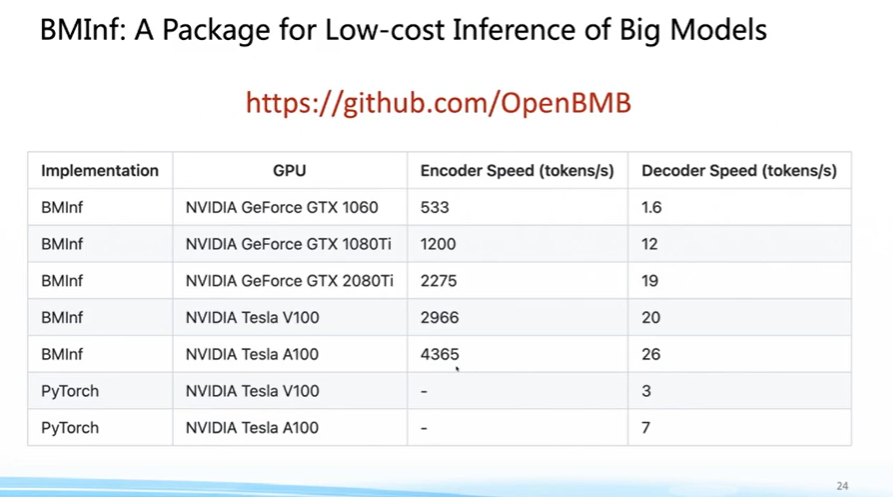 BMInf: A Package for Low-cost Inference of Big Models
https://github.com/OpenBMB
Implementation GPU Encoder Speed (tokens/s) Decoder Speed (tokens/s)
BMInf NVIDIA GeForce GTX 1060 533 1.6
BMInf NVIDIA GeForce GTX 1080Ti 1200 12
BMInf NVIDIA GeForce GTX 2080Ti 2275 19
BMInf NVIDIA Tesla V100 2966 20
BMInf NVIDIA Tesla A100 4365 26
PyTorch NVIDIA Tesla V100 - 3
PyTorch NVIDIA Tesla A100 - 7
24